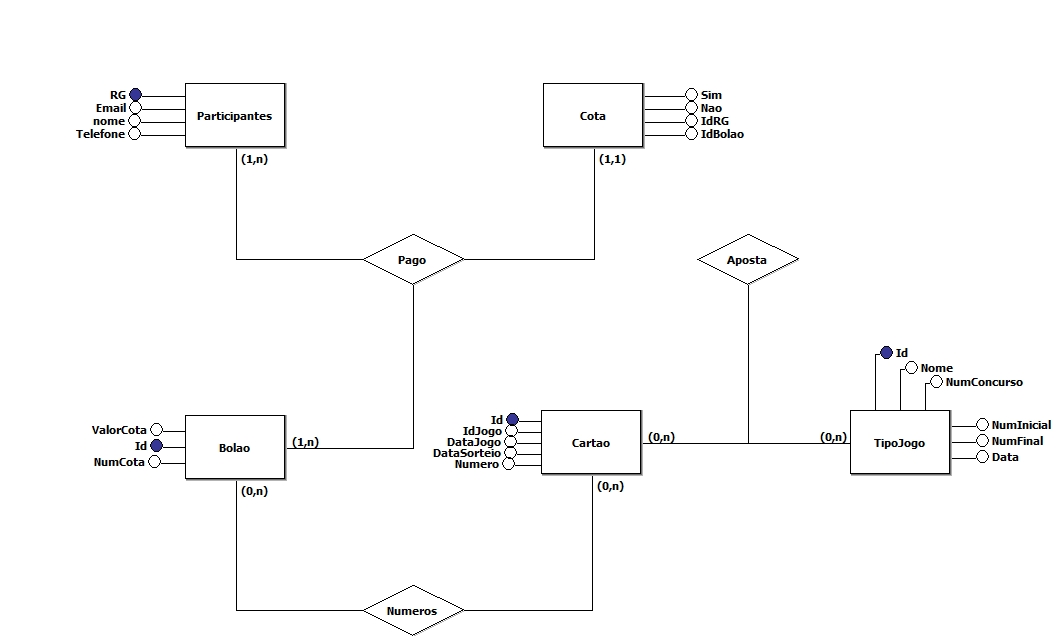 RG
Email
nome
Telefone
Participantes
(1,n)
Cota
Sim
Nao
IdRG
IdBolao
(1,1)
Pago
Aposta
ValorCota
Id
NumCota
Bolao
(1,n)
(0,n)
Id
IdJogo
DataJogo
DataSorteio
Numero
Cartao
(0,n)
(0,n)
(0,n)
TipoJogo
Id
Nome
NumConcurso
NumInicial
NumFinal
Data
Numeros